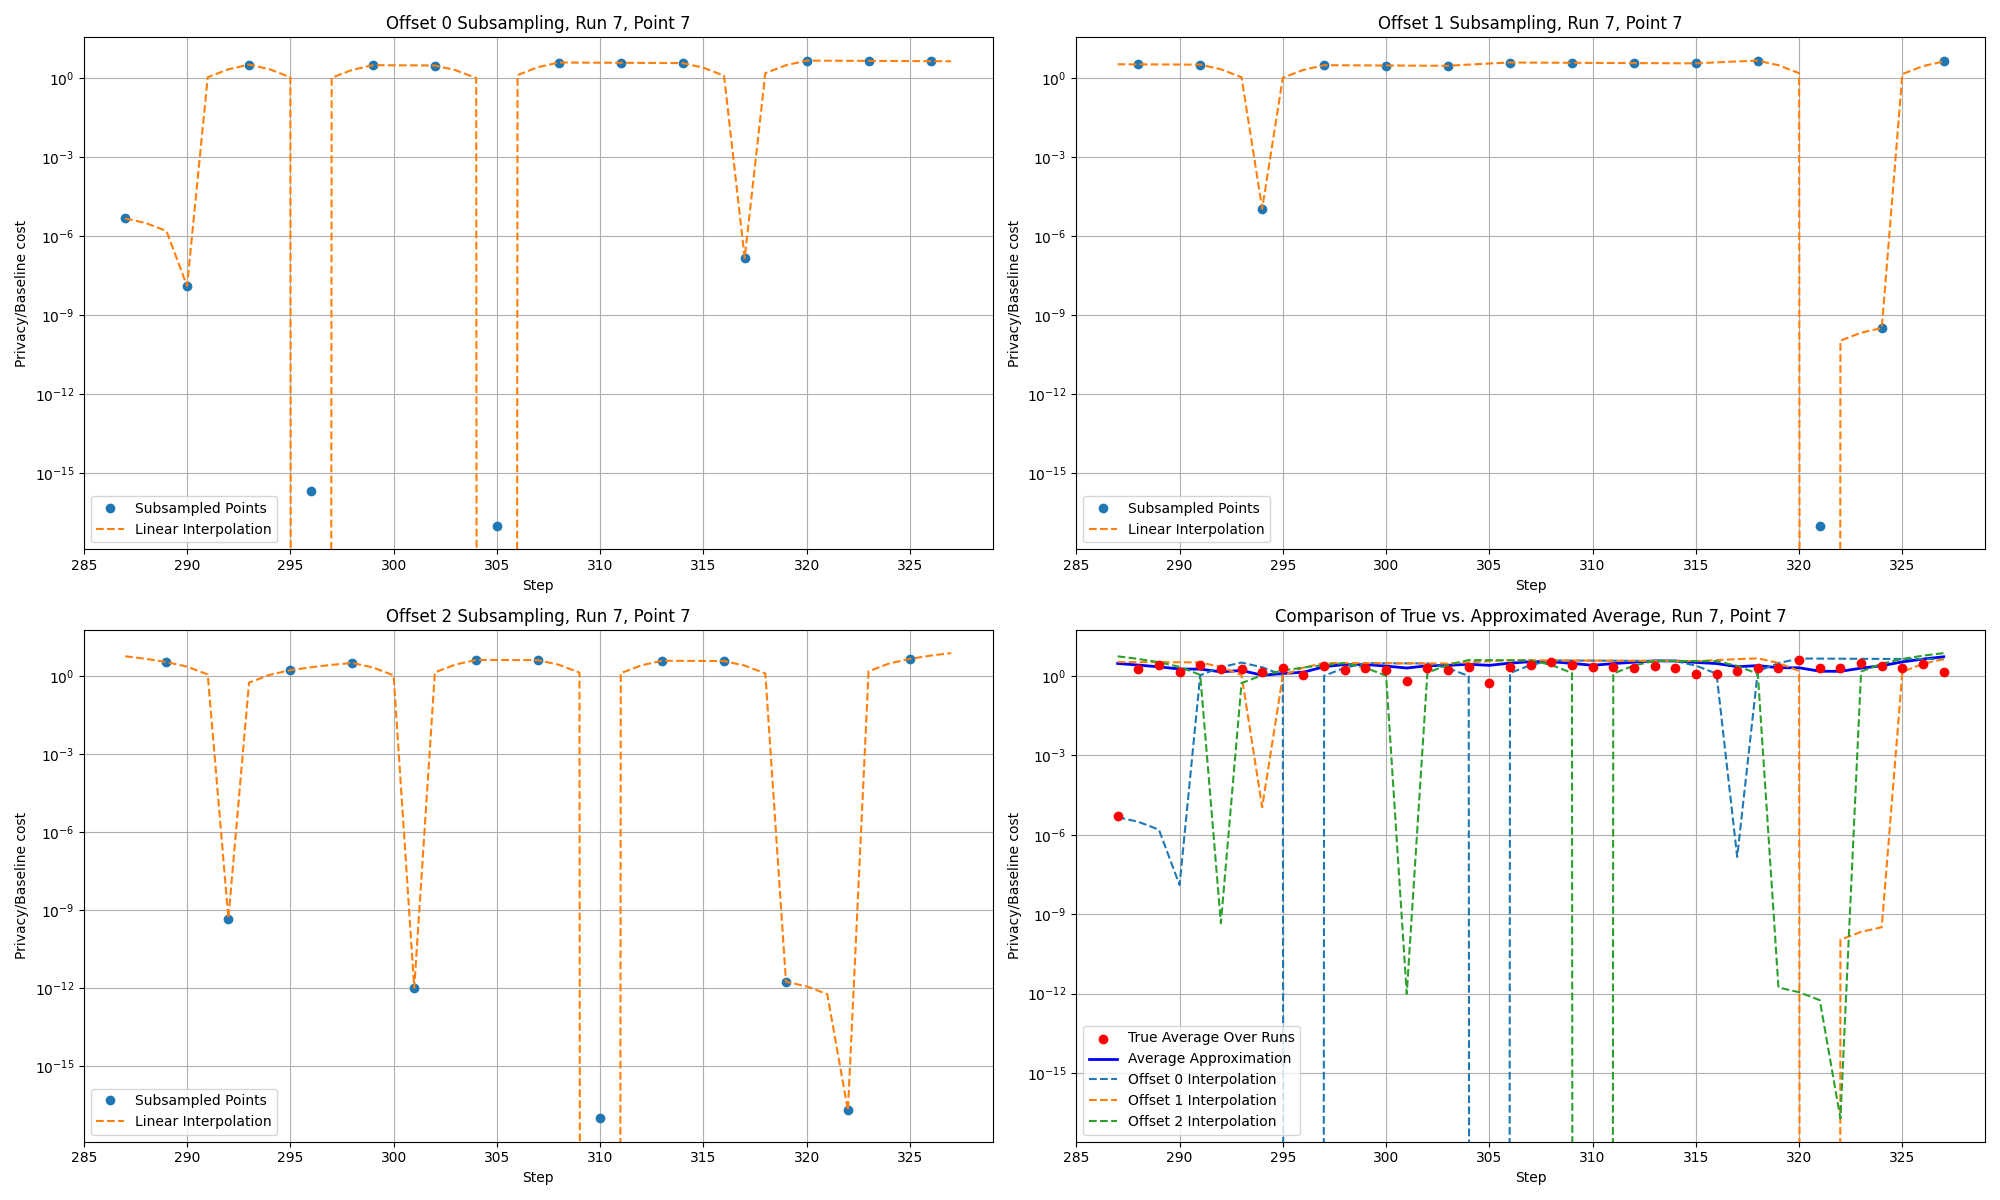 Offset 0 Subsampling, Run 7, Point 7
Privacy/Baseline cost
10^0
10^-3
10^-6
10^-9
10^-12
10^-15
Subsampled Points
Linear Interpolation
285 290 295 300 305 310 315 320 325
Step
Offset 1 Subsampling, Run 7, Point 7
Privacy/Baseline cost
10^0
10^-3
10^-6
10^-9
10^-12
10^-15
Subsampled Points
Linear Interpolation
285 290 295 300 305 310 315 320 325
Step
Offset 2 Subsampling, Run 7, Point 7
Privacy/Baseline cost
10^0
10^-3
10^-6
10^-9
10^-12
10^-15
Subsampled Points
Linear Interpolation
285 290 295 300 305 310 315 320 325
Step
Comparison of True vs. Approximated Average, Run 7, Point 7
Privacy/Baseline cost
10^0
10^-3
10^-6
10^-9
10^-12
10^-15
True Average Over Runs
Average Approximation
Offset 0 Interpolation
Offset 1 Interpolation
Offset 2 Interpolation
285 290 295 300 305 310 315 320 325
Step